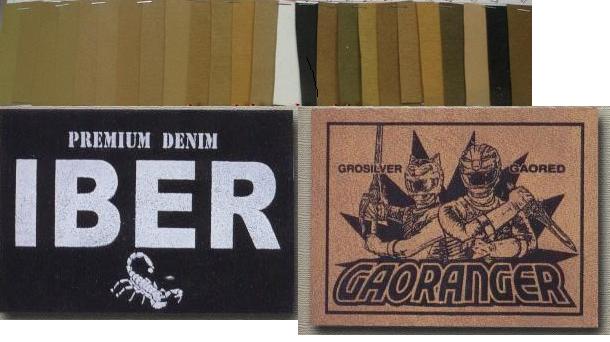 PREMIUM DENIM
IBER
GROSILVER
GAORED
GAORANGER